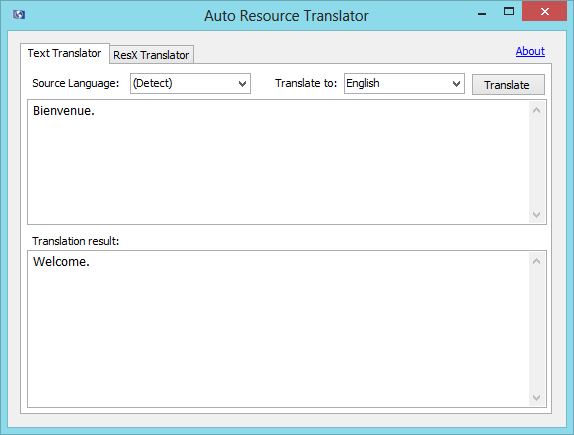 Auto Resource Translator
Text Translator
ResX Translator
About
Source Language:
(Detect)
Translate to:
English
Translate
Bienvenue.
Translation result:
Welcome.